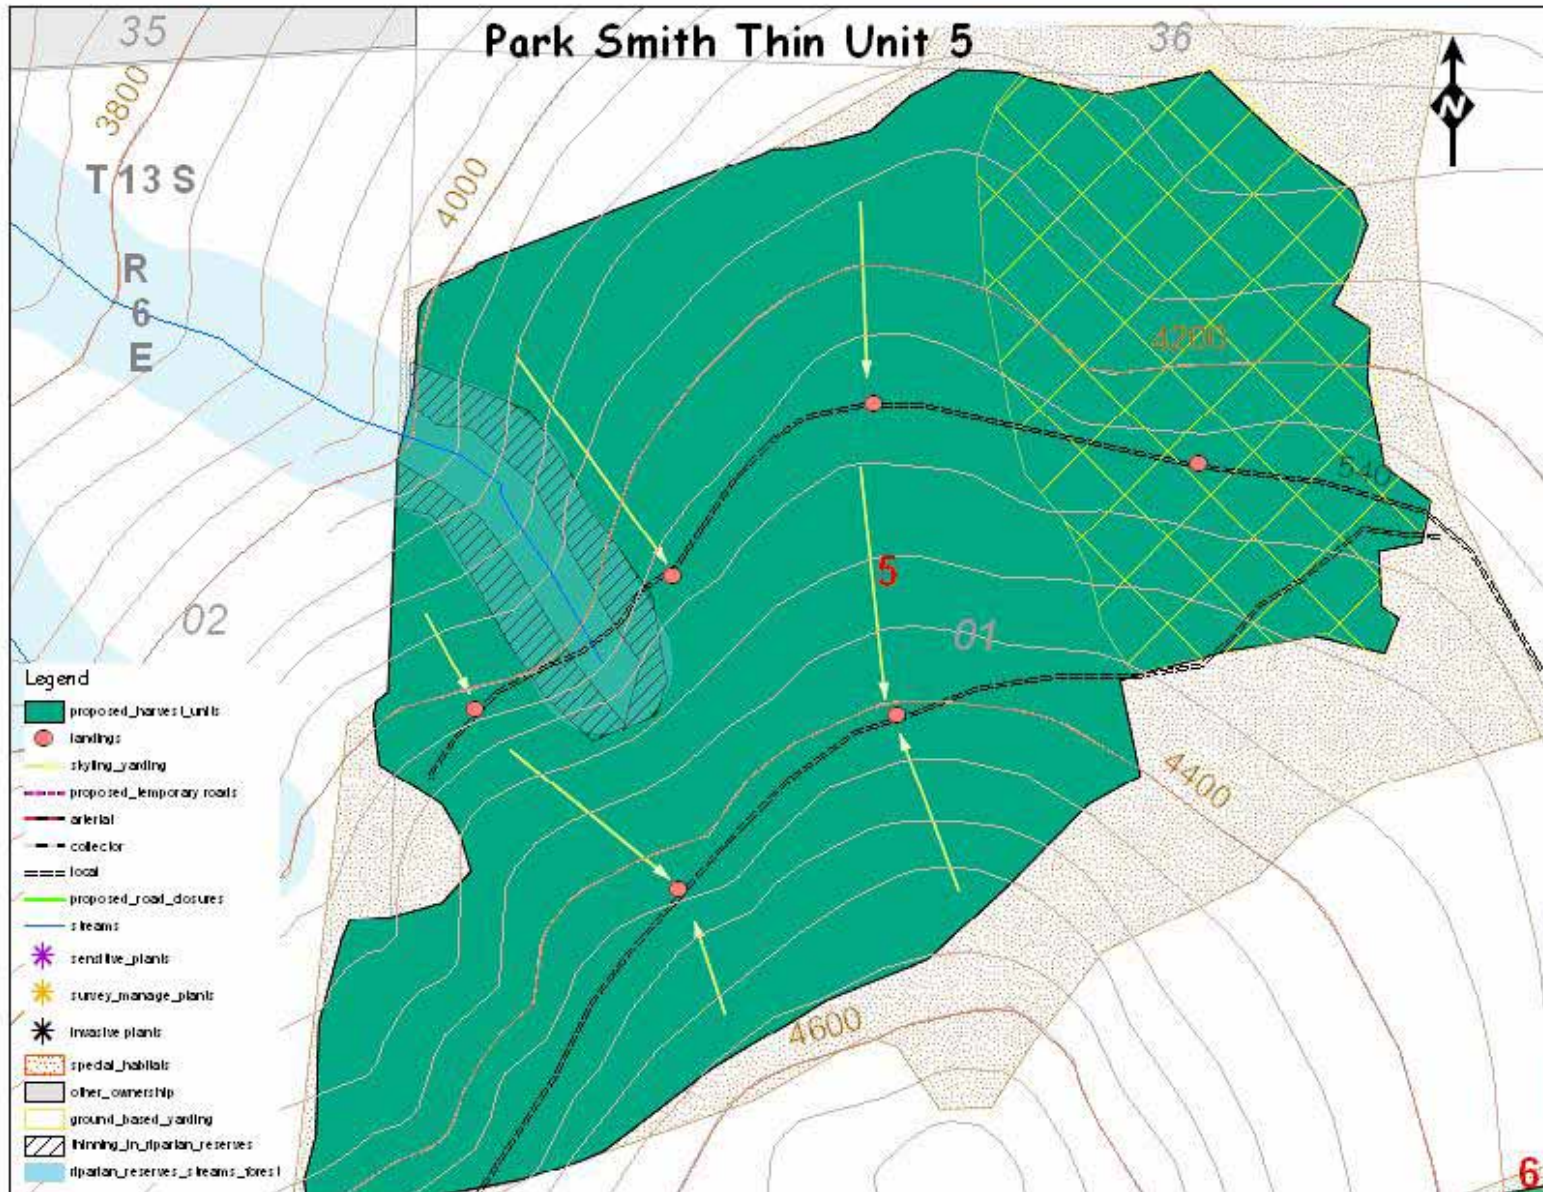 35
Park Smith Thin Unit 5
36
3800
N
T 13 S
4000
R
6
E
4200
540
5
02
01
Legend
proposed_harvest_units
landings
skyling_yarding
proposed_temporary roads
arterial
collector
local
proposed_road_closures
streams
sensitive_plants
survey_manage_plants
invasive plants
special_habitats
other_ownership
ground_based_yarding
thinning_in_riparian_reserves
riparian_reserves_streams_forest
4400
4600
6